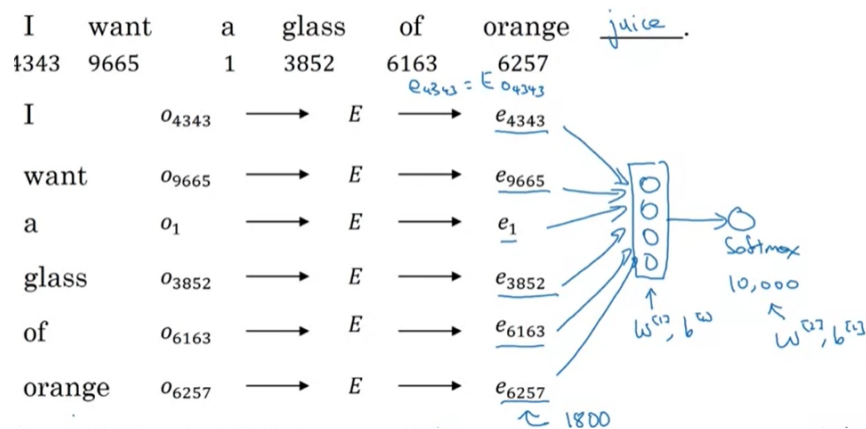 I want a glass of orange juice.
4343 9665 1 3852 6163 6257
e4343 = E o4343
I o4343 → E → e4343
want o9665 → E → e9665
a o1 → E → e1
glass o3852 → E → e3852
of o6163 → E → e6163
orange o6257 → E → e6257
1800
W[1], b[1]
Softmax
10,000
W[2], b[2]